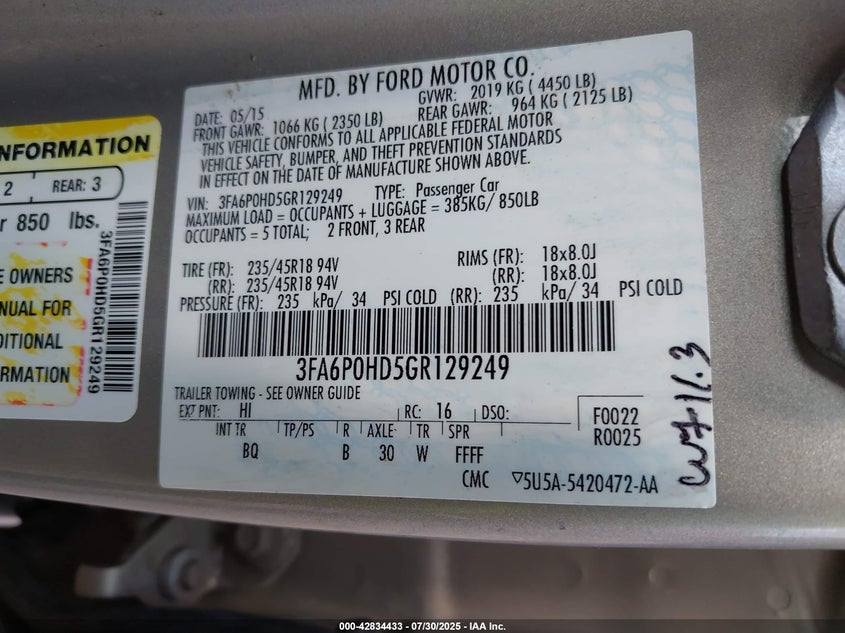 MFD. BY FORD MOTOR CO.
DATE: 05/15 GVWR: 2019 KG ( 4450 LB)
FRONT GAWR: 1066 KG ( 2350 LB) REAR GAWR: 964 KG ( 2125 LB)
THIS VEHICLE CONFORMS TO ALL APPLICABLE FEDERAL MOTOR
VEHICLE SAFETY, BUMPER, AND THEFT PREVENTION STANDARDS
IN EFFECT ON THE DATE OF MANUFACTURE SHOWN ABOVE.
VIN: 3FA6P0HD5GR129249 TYPE: Passenger Car
MAXIMUM LOAD = OCCUPANTS + LUGGAGE = 385KG/ 850LB
OCCUPANTS = 5 TOTAL; 2 FRONT, 3 REAR
TIRE (FR): 235/45R18 94V RIMS (FR): 18x8.0J
(RR): 235/45R18 94V (RR): 18x8.0J
PRESSURE (FR): 235 kPa/ 34 PSI COLD (RR): 235 kPa/ 34 PSI COLD
3FA6P0HD5GR129249
TRAILER TOWING - SEE OWNER GUIDE
EXT PNT: HI RC: 16 DSO: F0022
INT TR TP/PS R AXLE TR SPR R0025
BQ B 30 W FFFF
CMC 5U5A-5420472-AA
INFORMATION
2 REAR: 3
850 lbs.
3FA6P0HD5GR129249
OWNERS
FOR
000-42834433 / 07/30/2025 - IAA Inc.